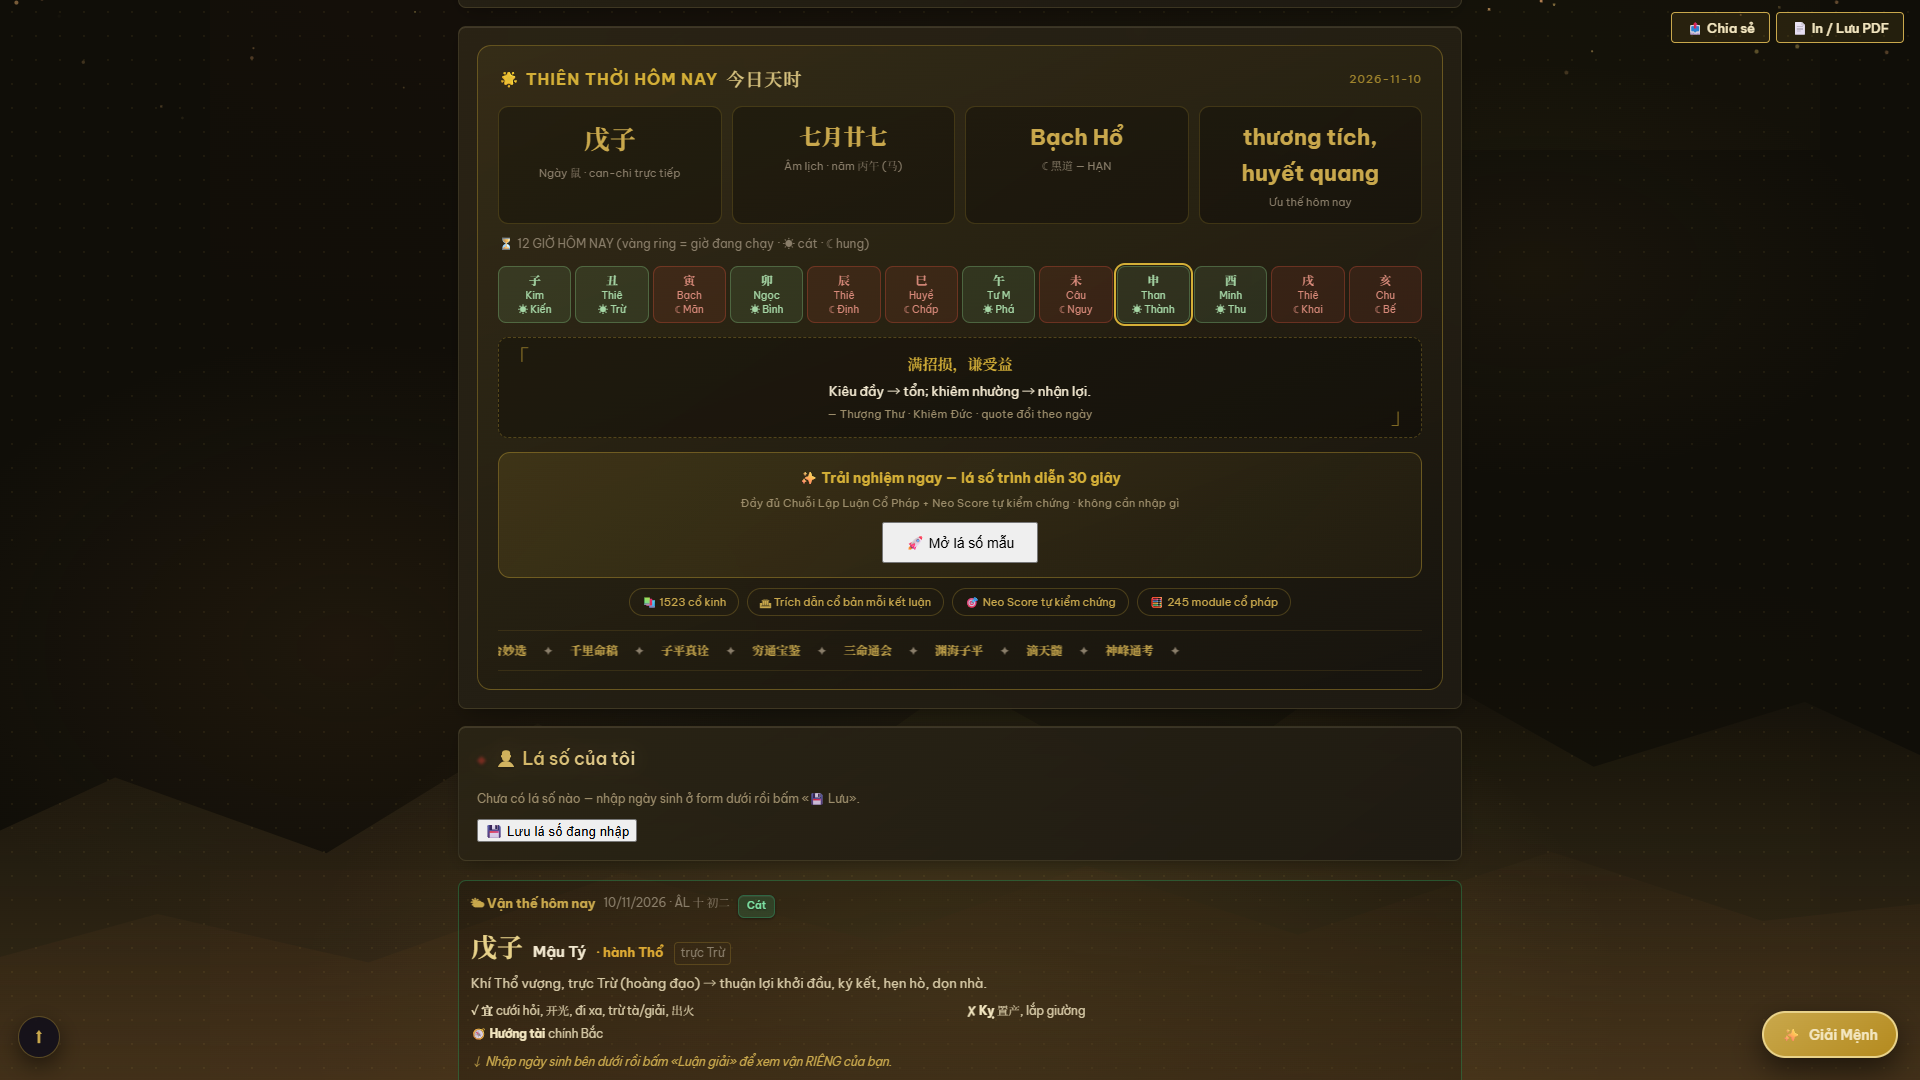 Chia sẻ
In / Lưu PDF
THIÊN THỜI HÔM NAY 今日天时
2026-11-10
戊子
Ngày 鼠 · can-chi trực tiếp
七月廿七
Âm lịch · năm 丙午 (马)
Bạch Hổ
☾黑道 — HẠN
thương tích,
huyết quang
Ưu thế hôm nay
12 GIỜ HÔM NAY (vàng ring = giờ đang chạy · ☀ cát · ☾hung)
子
Kim
☀Kiến
丑
Thiê
☀Trừ
寅
Bạch
☾Mãn
卯
Ngọc
☀Bình
辰
Thiê
☾Định
巳
Huyề
☾Chấp
午
Tư M
☀Phá
未
Câu
☾Nguy
申
Than
☀Thành
酉
Minh
☀Thu
戌
Thiê
☾Khai
亥
Chu
☾Bế
「
满招损，谦受益
Kiêu đầy → tổn; khiêm nhường → nhận lợi.
— Thượng Thư · Khiêm Đức · quote đổi theo ngày
」
Trải nghiệm ngay — lá số trình diễn 30 giây
Đầy đủ Chuỗi Lập Luận Cổ Pháp + Neo Score tự kiểm chứng · không cần nhập gì
Mở lá số mẫu
1523 cổ kinh
Trích dẫn cổ bản mỗi kết luận
Neo Score tự kiểm chứng
245 module cổ pháp
妙选 ✦ 千里命稿 ✦ 子平真诠 ✦ 穷通宝鉴 ✦ 三命通会 ✦ 渊海子平 ✦ 滴天髓 ✦ 神峰通考 ✦
Lá số của tôi
Chưa có lá số nào — nhập ngày sinh ở form dưới rồi bấm «💾 Lưu».
Lưu lá số đang nhập
Vận thế hôm nay 10/11/2026 · ÂL 十 初二 Cát
戊子 Mậu Tý · hành Thổ trực Trừ
Khí Thổ vượng, trực Trừ (hoàng đạo) → thuận lợi khởi đầu, ký kết, hẹn hò, dọn nhà.
✓ 宜 cưới hỏi, 开光, đi xa, trừ tà/giải, 出火
✗ Kỵ 置产, lắp giường
Hướng tài chính Bắc
↓ Nhập ngày sinh bên dưới rồi bấm «Luận giải» để xem vận RIÊNG của bạn.
Giải Mệnh